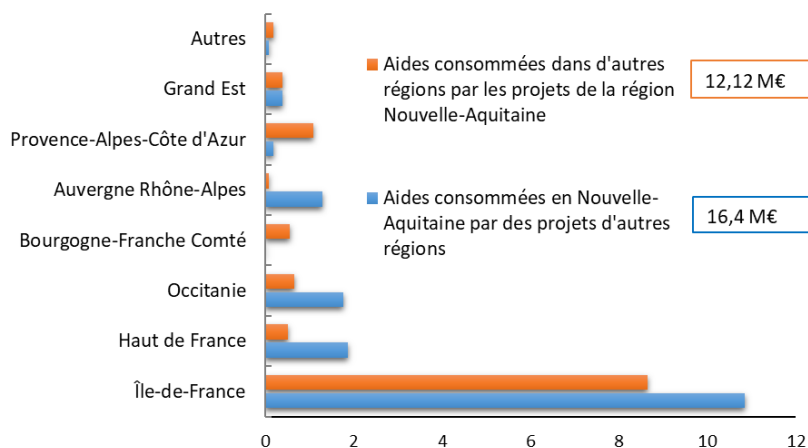 Autres
Grand Est
Provence-Alpes-Côte d'Azur
Auvergne Rhône-Alpes
Bourgogne-Franche Comté
Occitanie
Haut de France
Île-de-France
Aides consommées dans d'autres
régions par les projets de la région
Nouvelle-Aquitaine
12,12 M€
Aides consommées en Nouvelle-
Aquitaine par des projets d'autres
régions
16,4 M€
0 2 4 6 8 10 12